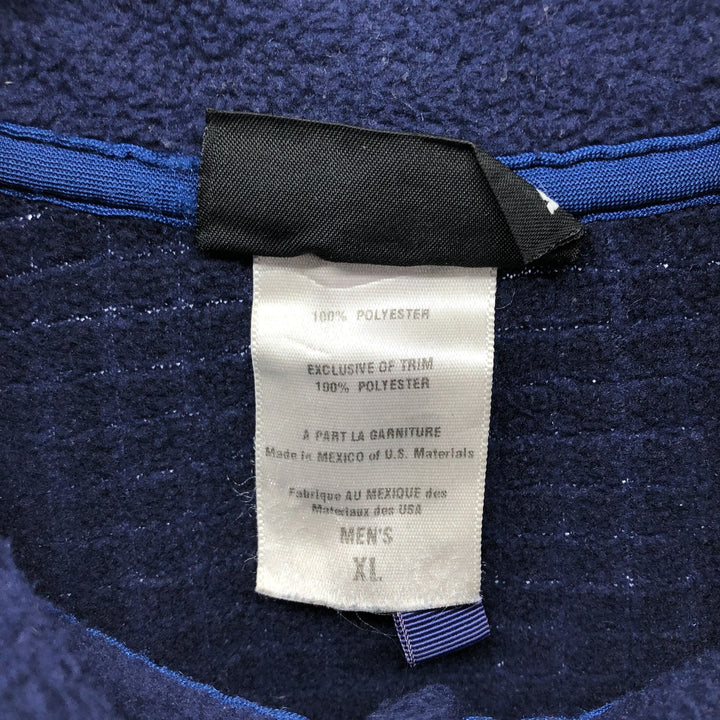 100% POLYESTER
EXCLUSIVE OF TRIM
100% POLYESTER
A PART LA GARNITURE
Made in MEXICO of U.S. Materials
Fabrique AU MEXIQUE des
Materiaux des USA
MEN'S
XL